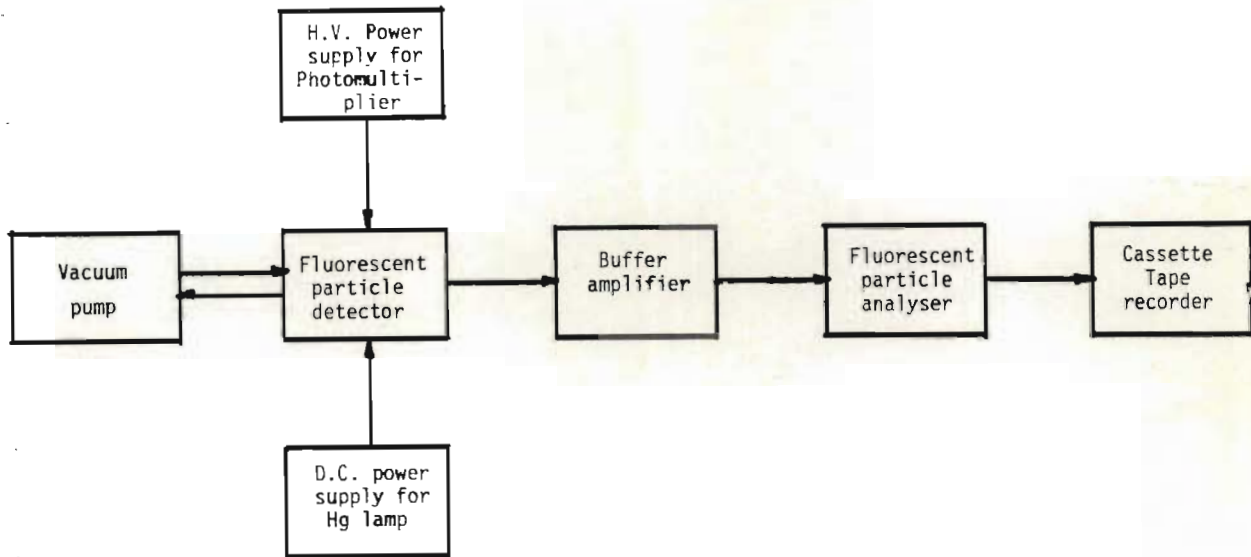 H.V. Power
supply for
Photomulti-
plier
Vacuum
pump
Fluorescent
particle
detector
Buffer
amplifier
Fluorescent
particle
analyser
Cassette
Tape
recorder
D.C. power
supply for
Hg lamp